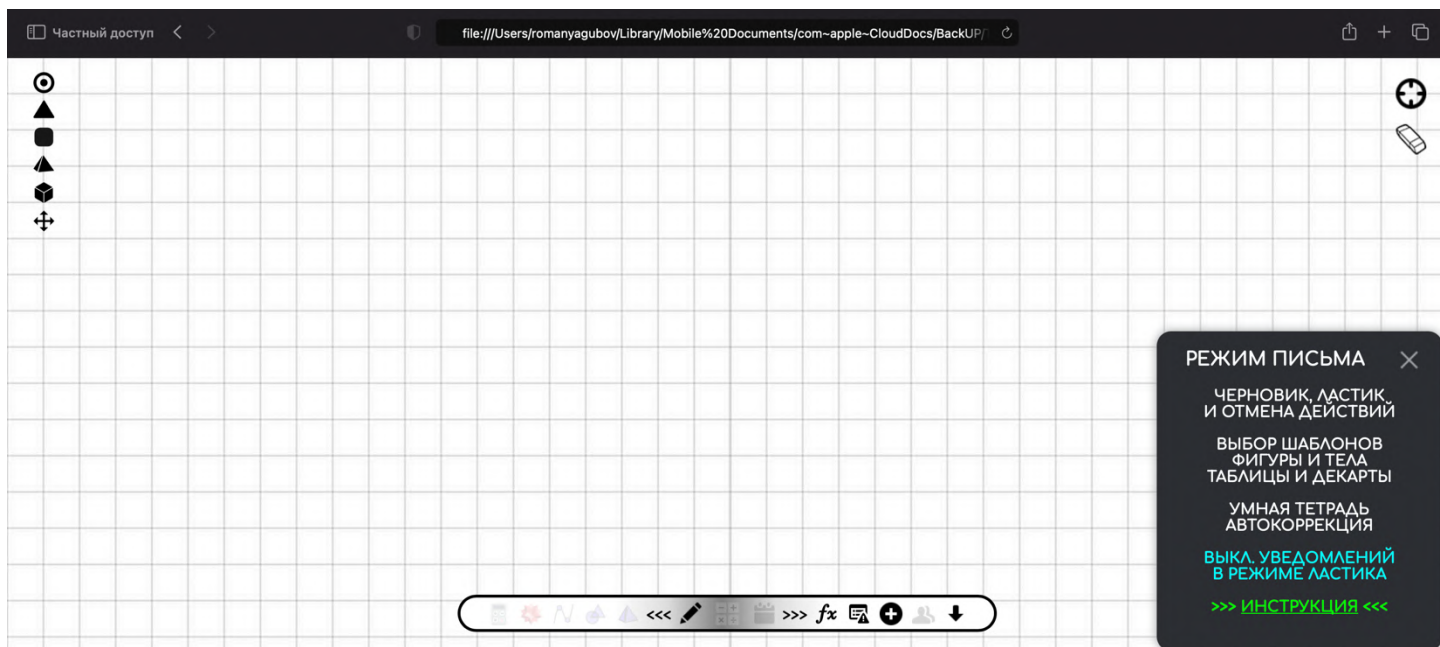 Частный доступ
file:///Users/romanyagubov/Library/Mobile%20Documents/com~apple~CloudDocs/BackUP/
РЕЖИМ ПИСЬМА
ЧЕРНОВИК, ЛАСТИК
И ОТМЕНА ДЕЙСТВИЙ
ВЫБОР ШАБЛОНОВ
ФИГУРЫ И ТЕЛА
ТАБЛИЦЫ И ДЕКАРТЫ
УМНАЯ ТЕТРАДЬ
АВТОКОРРЕКЦИЯ
ВЫКЛ. УВЕДОМЛЕНИЙ
В РЕЖИМЕ ЛАСТИКА
>>> ИНСТРУКЦИЯ <<<
<<< >>> fx